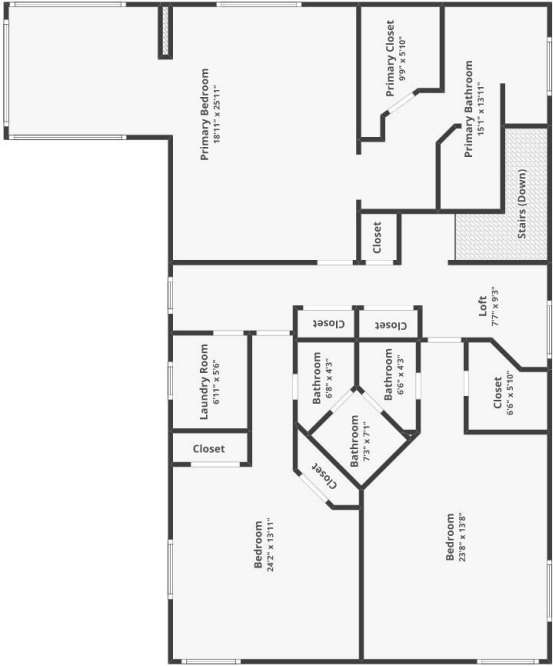 Primary Bedroom
18'11" x 25'11"
Primary Closet
9'9" x 5'10"
Primary Bathroom
15'1" x 13'11"
Stairs (Down)
Closet
Loft
7'7" x 9'3"
Closet
Closet
Laundry Room
6'11" x 5'6"
Bathroom
6'8" x 4'3"
Bathroom
6'6" x 4'3"
Closet
6'6" x 5'10"
Bathroom
7'3" x 7'1"
Closet
Closet
Bedroom
24'2" x 13'11"
Bedroom
23'8" x 13'8"